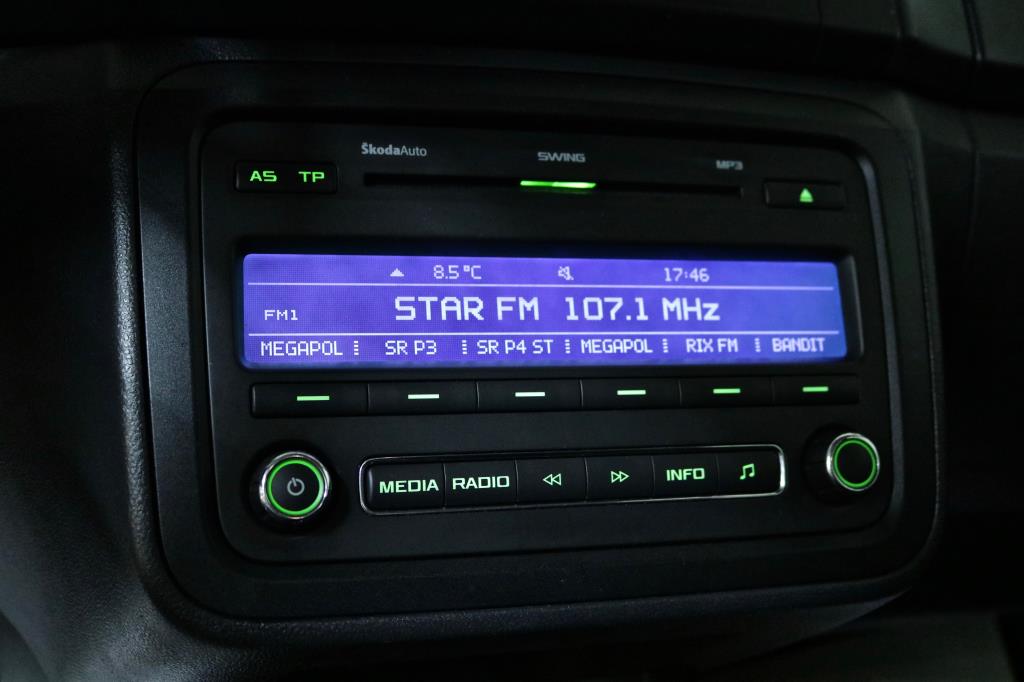 ŠkodaAuto SWING MP3
AS TP
8.5°C 17:46
FM1 STAR FM 107.1 MHz
MEGAPOL SR P3 SR P4 ST MEGAPOL RIX FM BANDIT
MEDIA RADIO INFO